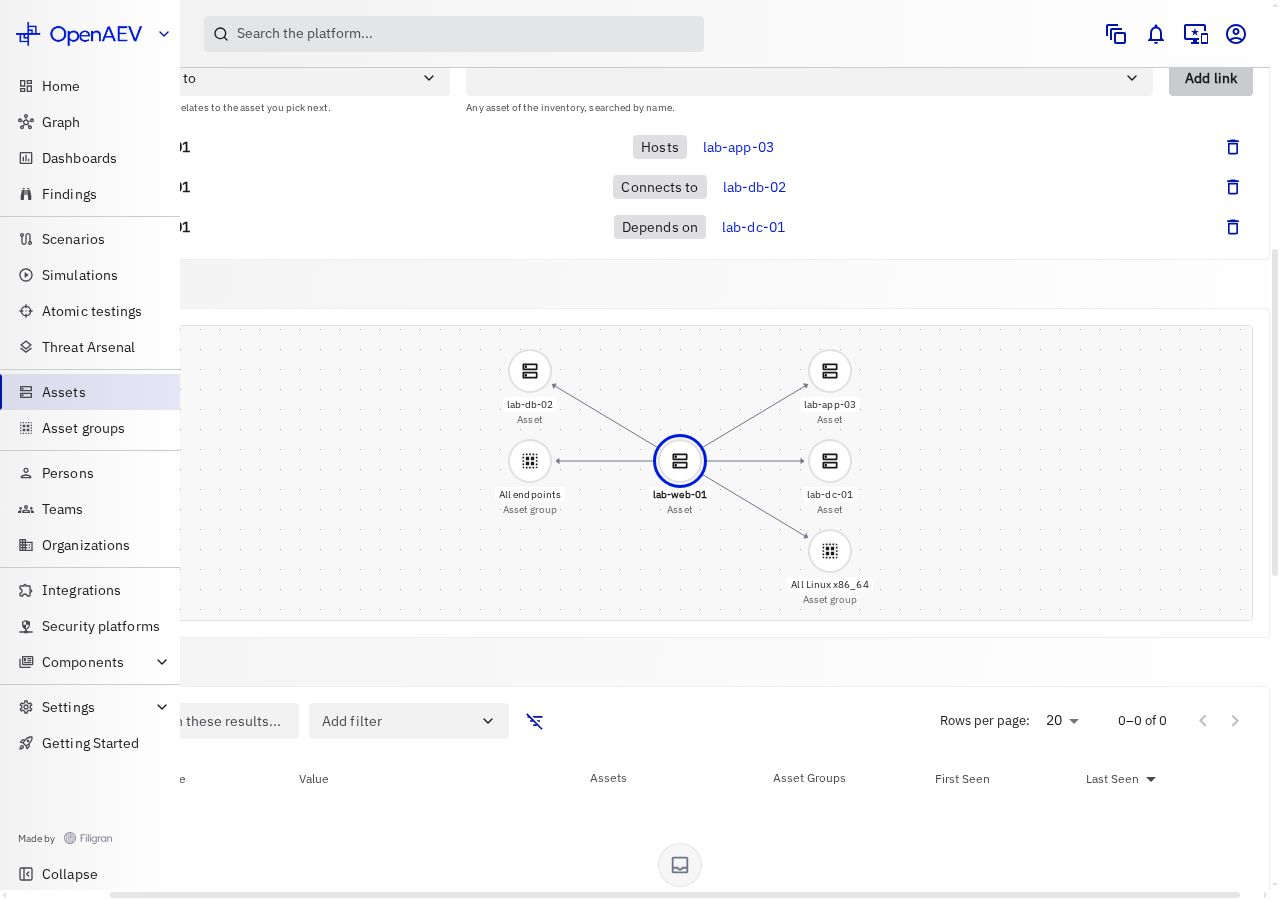 OpenAEV
Search the platform...
Home
Graph
Dashboards
Findings
Scenarios
Simulations
Atomic testings
Threat Arsenal
Assets
Asset groups
Persons
Teams
Organizations
Integrations
Security platforms
Components
Settings
Getting Started
Made by Filigran
Collapse
to
Add link
relates to the asset you pick next.
Any asset of the inventory, searched by name.
01 Hosts lab-app-03
01 Connects to lab-db-02
01 Depends on lab-dc-01
lab-db-02
Asset
lab-app-03
Asset
All endpoints
Asset group
lab-web-01
Asset
lab-dc-01
Asset
All Linux x86_64
Asset group
these results...
Add filter
Rows per page: 20
0–0 of 0
Value
Assets
Asset Groups
First Seen
Last Seen